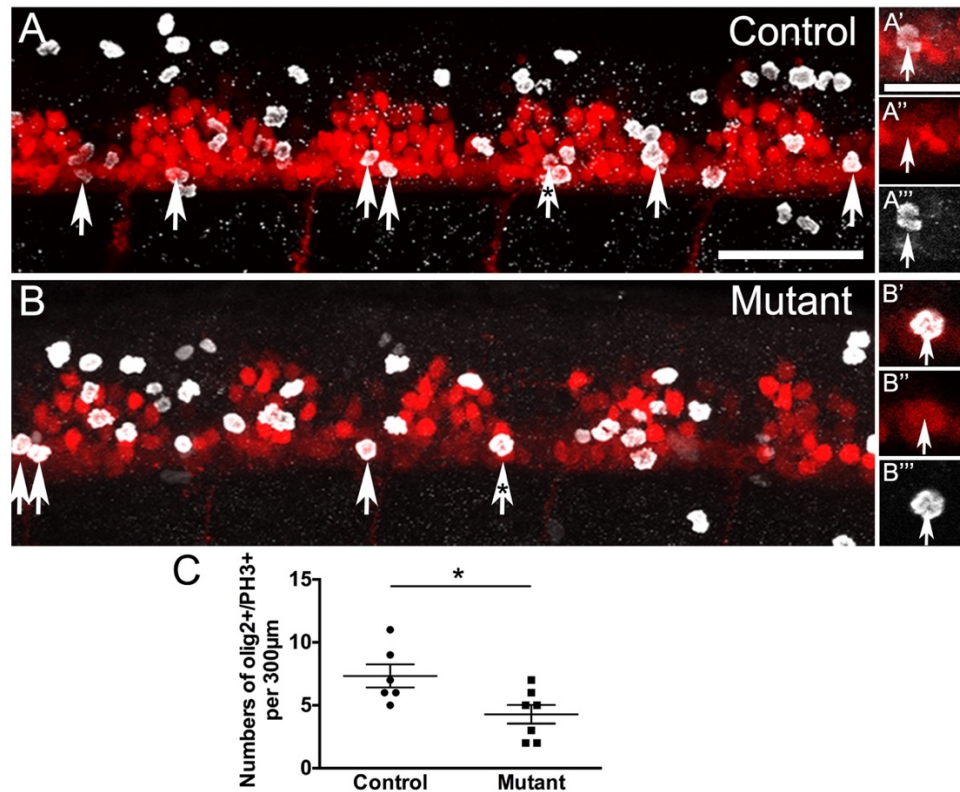 A
Control
A'
A''
A'''
*
B
Mutant
B'
B''
B'''
*
C
Numbers of olig2+/PH3+
per 300µm
15
10
5
0
*
Control
Mutant